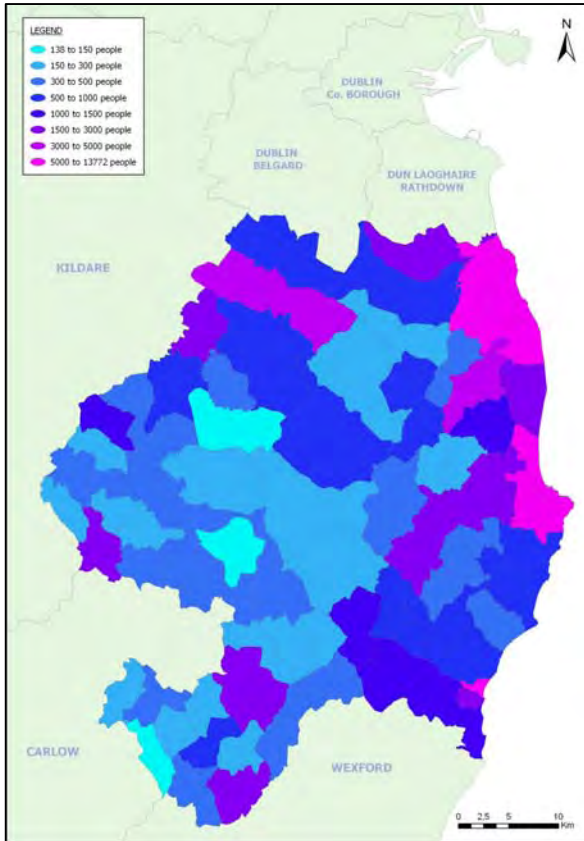 LEGEND
138 to 150 people
150 to 300 people
300 to 500 people
500 to 1000 people
1000 to 1500 people
1500 to 3000 people
3000 to 5000 people
5000 to 13772 people
N
DUBLIN
Co. BOROUGH
DUBLIN
BELGARD
DUN LAOGHAIRE
RATHDOWN
KILDARE
CARLOW
WEXFORD
0 2.5 5 10
Km